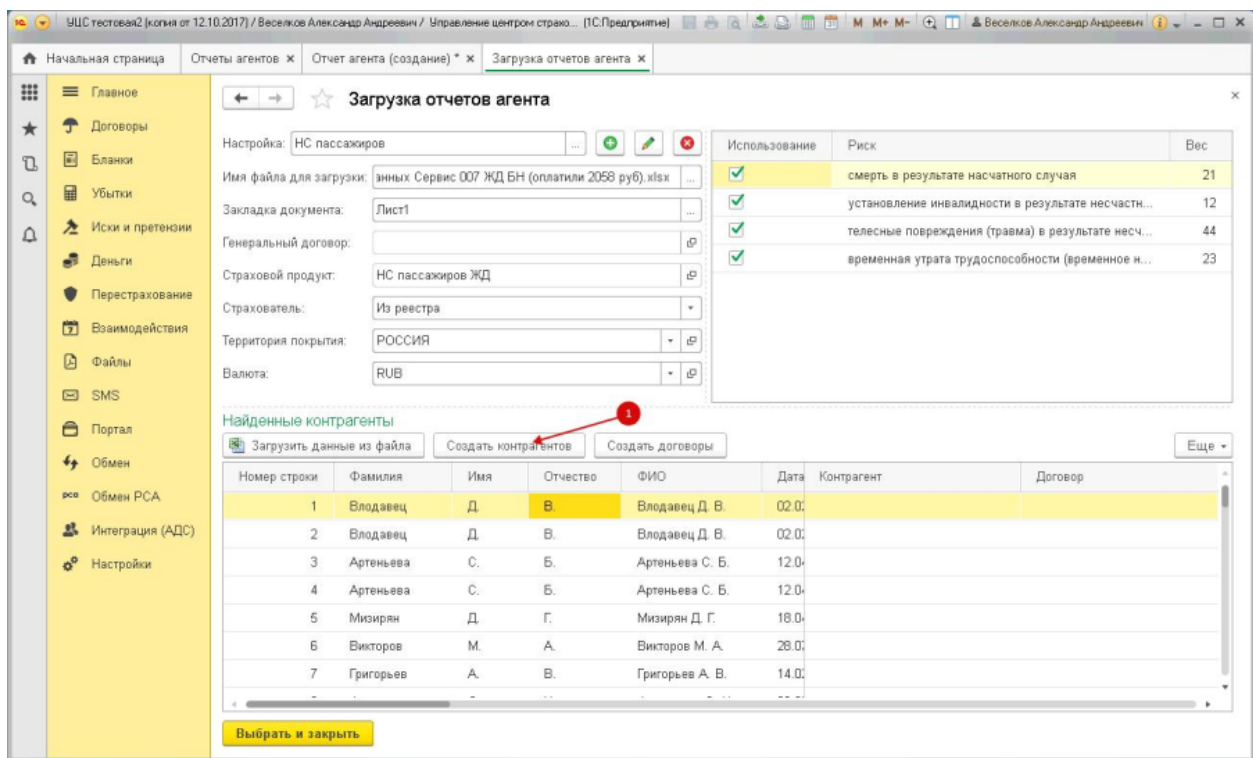 УЦС тестовая2 (копия от 12.10.2017) / Веселков Александр Андреевич / Управление центром страхо... (1С:Предприятие) M M+ M- Веселков Александр Андреевич
Начальная страница Отчеты агентов × Отчет агента (создание) * × Загрузка отчетов агента ×
Главное
Договоры
Бланки
Убытки
Иски и претензии
Деньги
Перестрахование
Взаимодействия
Файлы
SMS
Портал
Обмен
РСА Обмен РСА
Интеграция (АДС)
Настройки
Загрузка отчетов агента
Настройка: НС пассажиров ...
Имя файла для загрузки: анных Сервис 007 ЖД БН (оплатили 2058 руб).xlsx ...
Закладка документа: Лист1 ...
Генеральный договор:
Страховой продукт: НС пассажиров ЖД
Страхователь: Из реестра
Территория покрытия: РОССИЯ
Валюта: RUB
Использование Риск Вес
смерть в результате насчатного случая 21
установление инвалидности в результате несчастн... 12
телесные повреждения (травма) в результате несч... 44
временная утрата трудоспособности (временное н... 23
Найденные контрагенты
1
Загрузить данные из файла Создать контрагентов Создать договоры Еще
Номер строки Фамилия Имя Отчество ФИО Дата Контрагент Договор
1 Влодавец Д. В. Влодавец Д. В. 02.0
2 Влодавец Д. В. Влодавец Д. В. 02.0
3 Артеньева С. Б. Артеньева С. Б. 12.0
4 Артеньева С. Б. Артеньева С. Б. 12.0
5 Мизирян Д. Г. Мизирян Д. Г. 18.0
6 Викторов М. А. Викторов М. А. 28.0
7 Григорьев А. В. Григорьев А. В. 14.0
Выбрать и закрыть